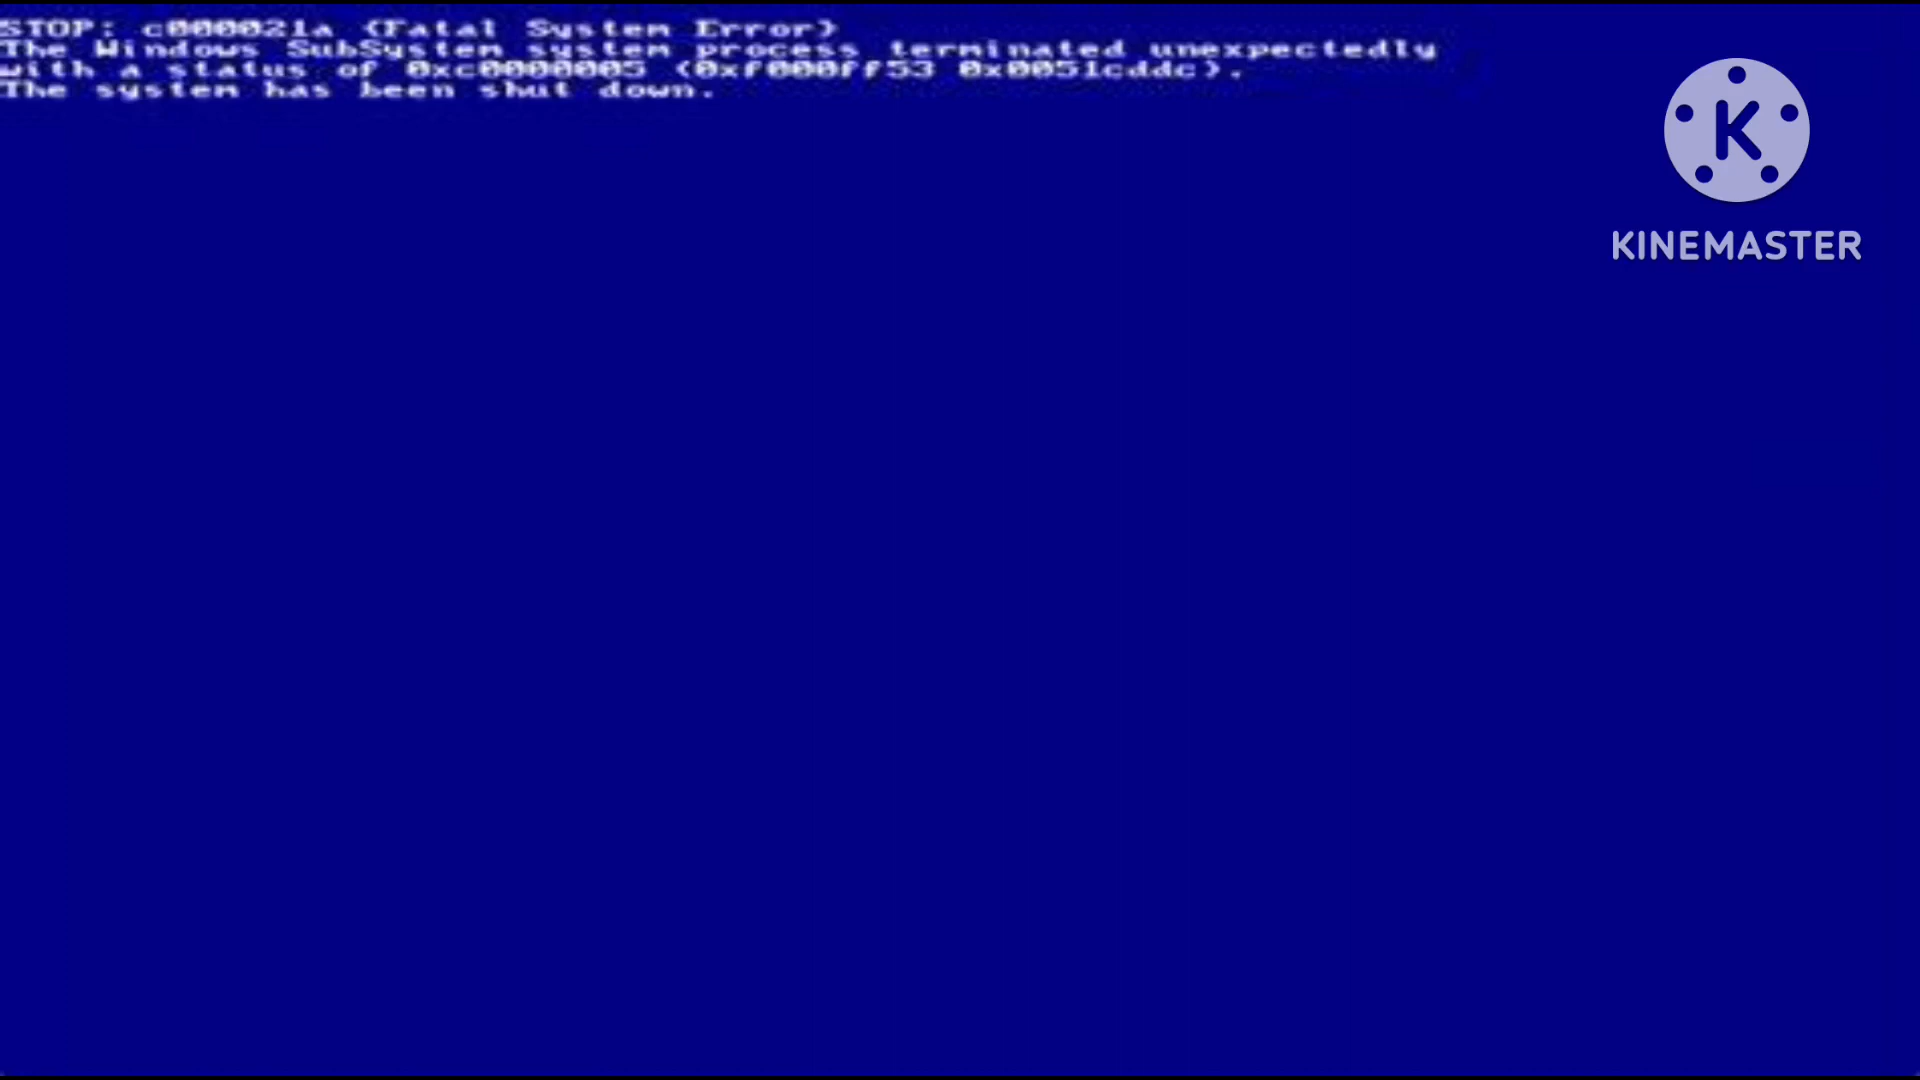 STOP: c000021a {Fatal System Error}
The Windows SubSystem system process terminated unexpectedly
with a status of 0xc0000005 (0xf000ff53 0x0051cddc).
The system has been shut down.
K
KINEMASTER